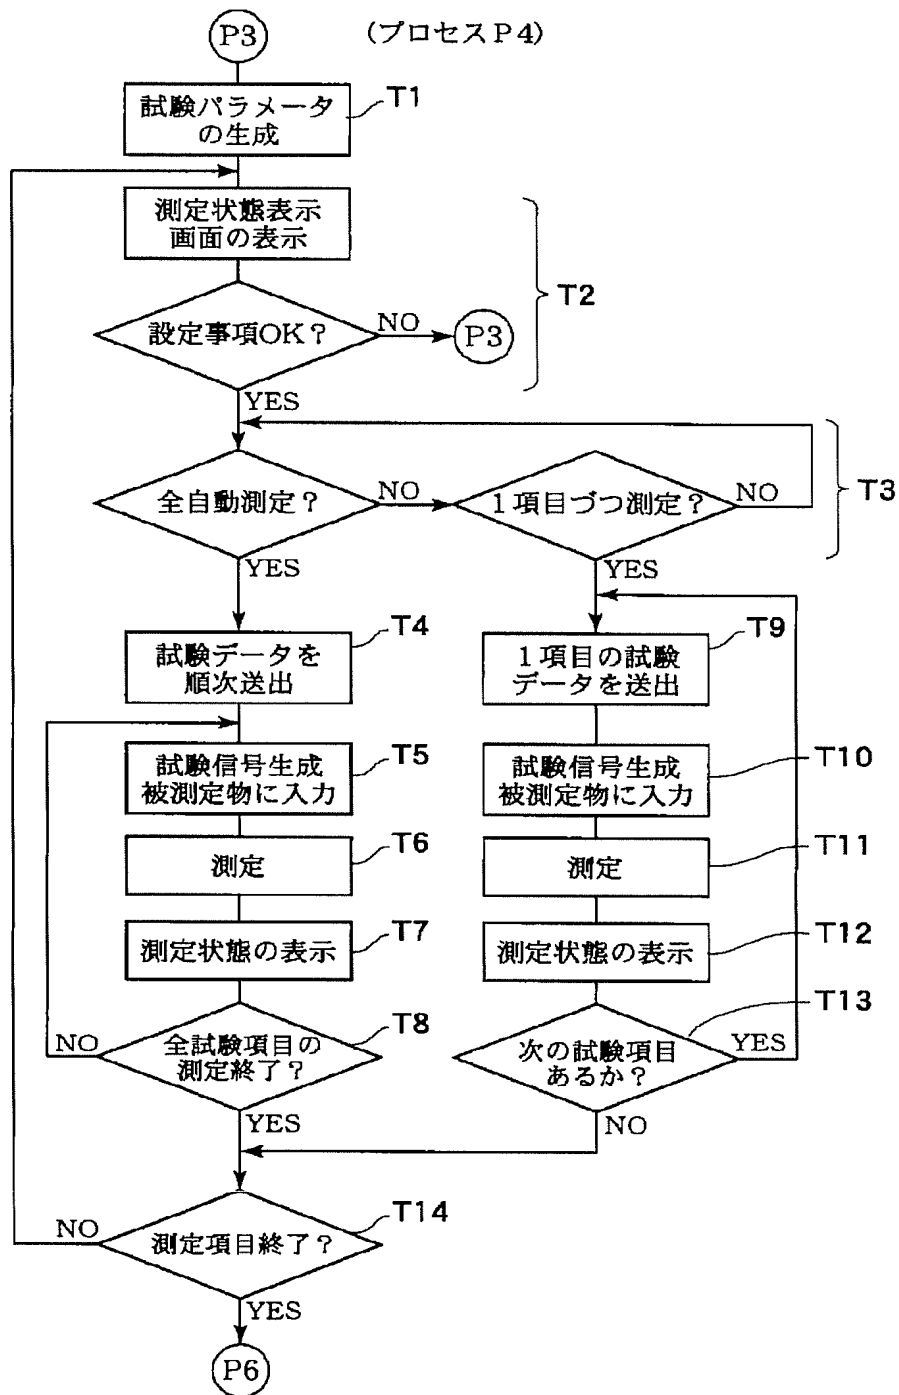 P3
(プロセスP4)
試験パラメータ
の生成
T1
測定状態表示
画面の表示
T2
設定事項OK?
NO
P3
YES
全自動測定?
NO
1項目づつ測定?
NO
T3
YES
YES
試験データを
順次送出
T4
1項目の試験
データを送出
T9
試験信号生成
被測定物に入力
T5
試験信号生成
被測定物に入力
T10
測定
T6
測定
T11
測定状態の表示
T7
測定状態の表示
T12
全試験項目の
測定終了?
T8
NO
YES
次の試験項目
あるか?
T13
YES
NO
測定項目終了?
T14
NO
YES
P6